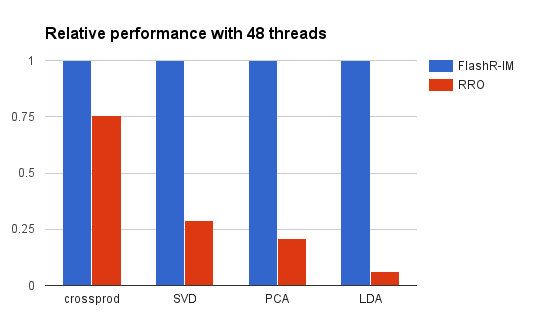 Relative performance with 48 threads
FlashR-IM
RRO
1
0.75
0.5
0.25
0
crossprod SVD PCA LDA